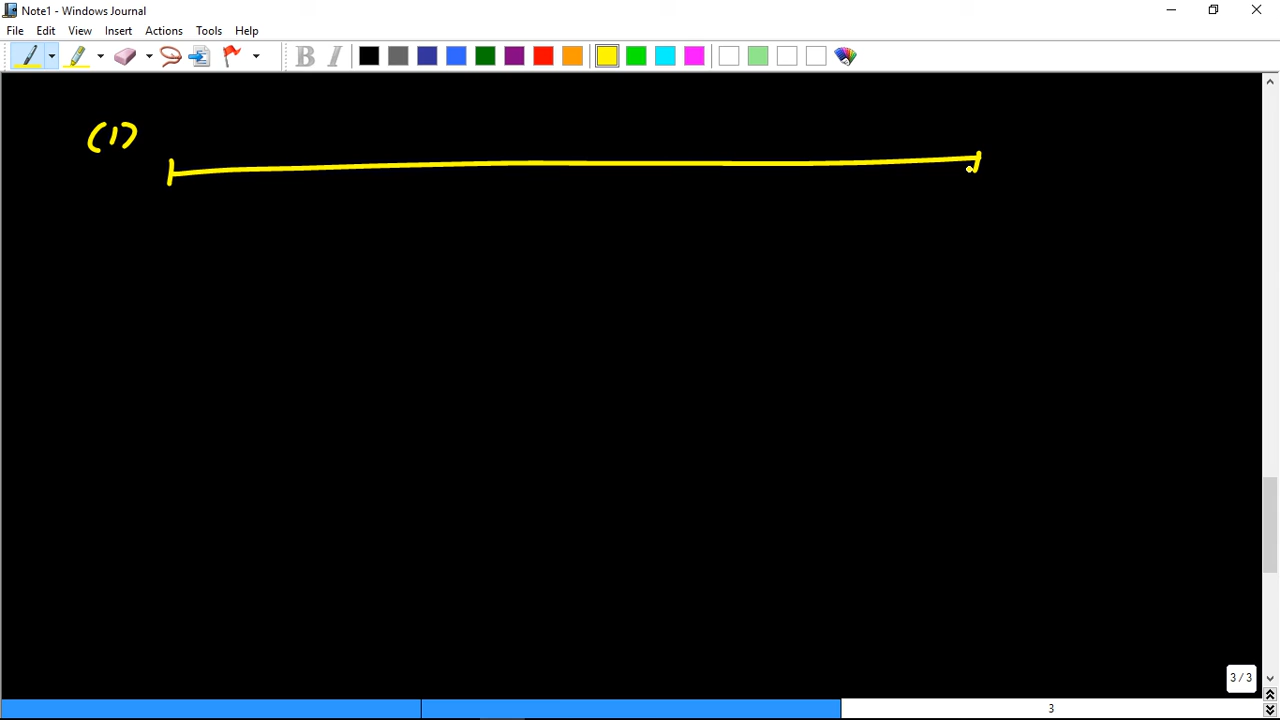 Note1 - Windows Journal
File Edit View Insert Actions Tools Help
B I
(1)
3 / 3
3